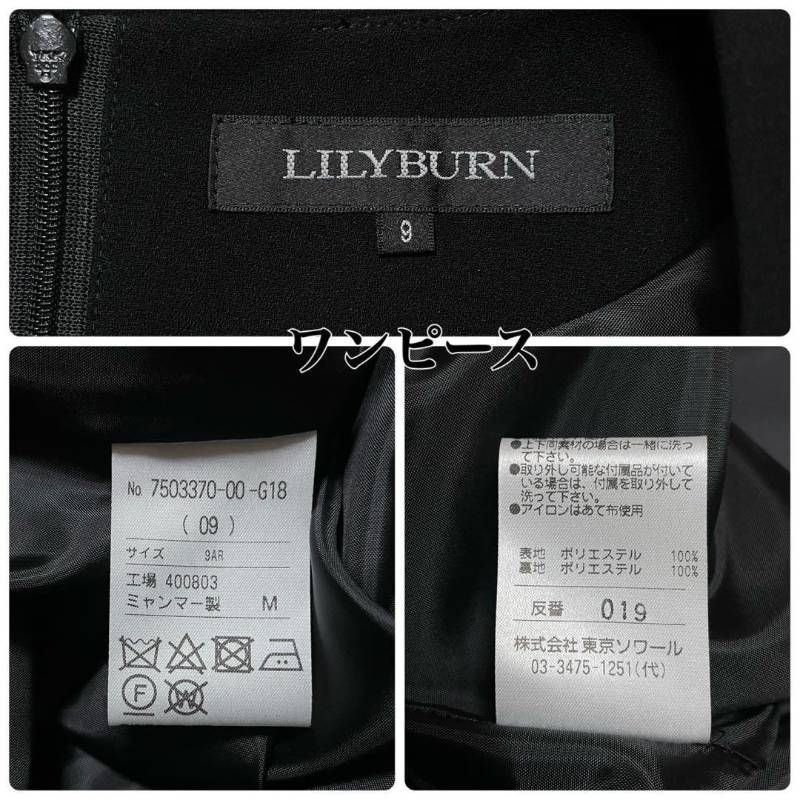 LILYBURN
9
ワンピース
No. 7503370-00-G18
(09)
サイズ 9AR
工場 400803
ミャンマー製 M
F
W
●上下同素材の場合は一緒に洗っ
て下さい。
●取り外し可能な付属品が付いて
いる場合は、付属を取り外して
洗って下さい。
●アイロンはあて布使用
表地 ポリエステル 100%
裏地 ポリエステル 100%
反番 019
株式会社 東京ソワール
03-3475-1251(代)